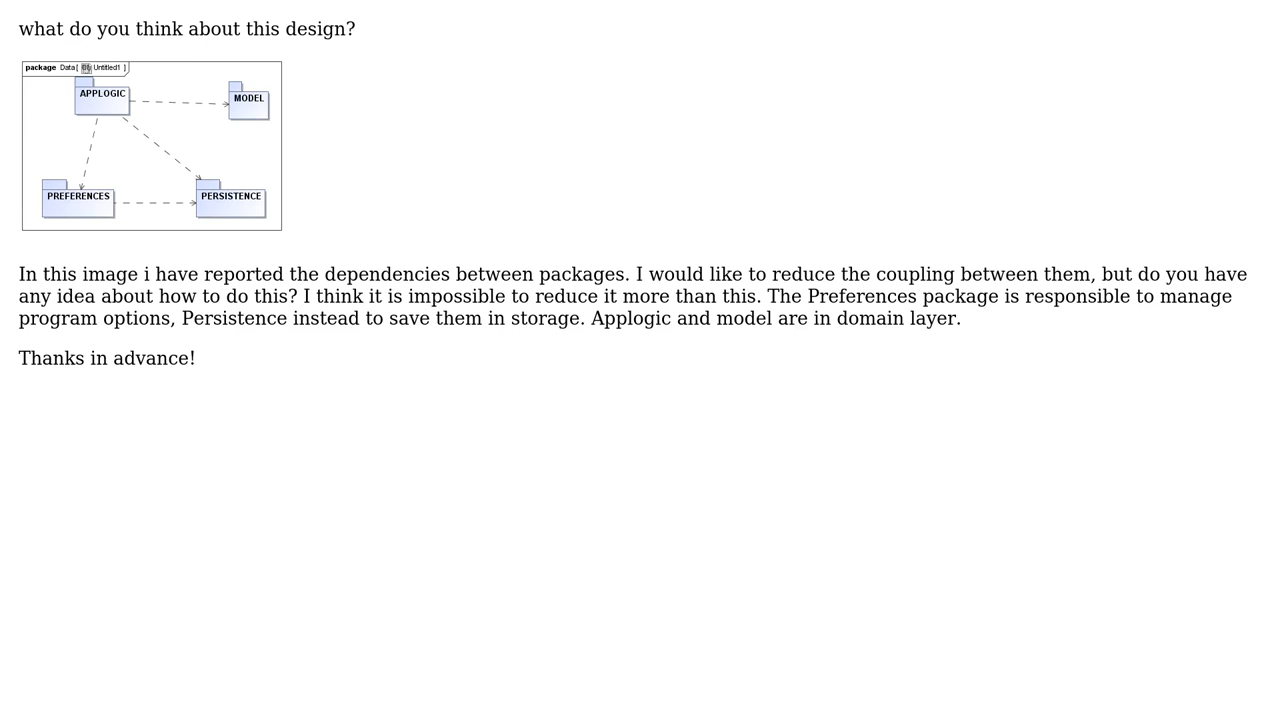 what do you think about this design?
package Data[ Untitled1 ]
APPLOGIC
MODEL
PREFERENCES
PERSISTENCE
In this image i have reported the dependencies between packages. I would like to reduce the coupling between them, but do you have
any idea about how to do this? I think it is impossible to reduce it more than this. The Preferences package is responsible to manage
program options, Persistence instead to save them in storage. Applogic and model are in domain layer.
Thanks in advance!